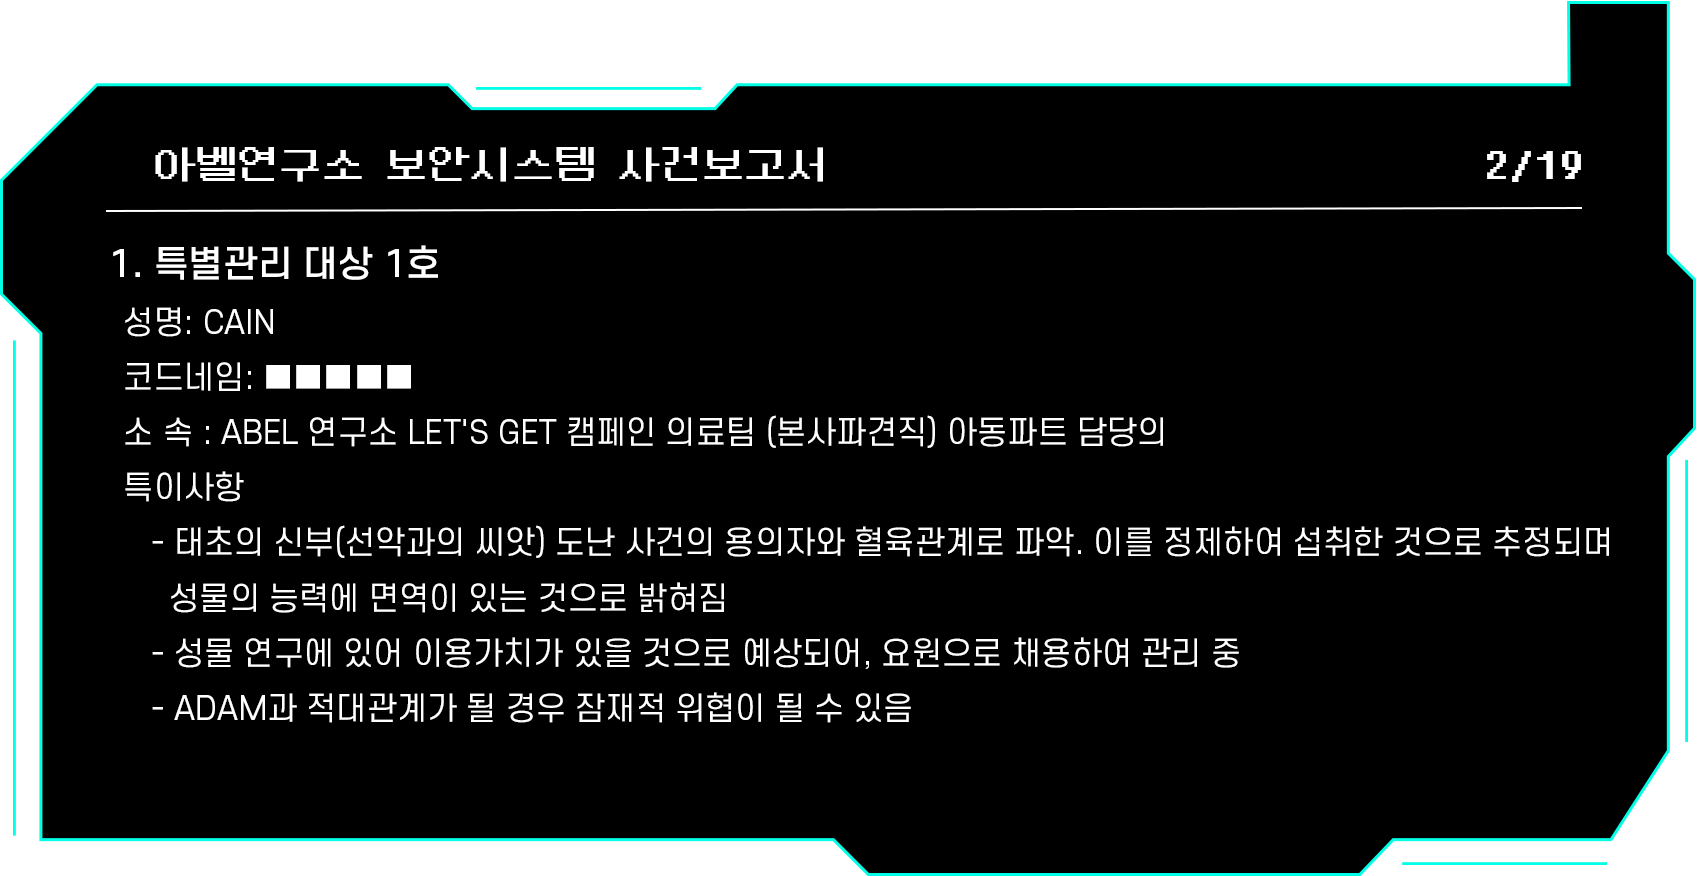 아벨연구소 보안시스템 사건보고서 2/19
1. 특별관리 대상 1호
성명: CAIN
코드네임: ■■■■■
소 속 : ABEL 연구소 LET'S GET 캠페인 의료팀 (본사파견직) 아동파트 담당의
특이사항
- 태초의 신부(선악과의 씨앗) 도난 사건의 용의자와 혈육관계로 파악. 이를 정제하여 섭취한 것으로 추정되며
성물의 능력에 면역이 있는 것으로 밝혀짐
- 성물 연구에 있어 이용가치가 있을 것으로 예상되어, 요원으로 채용하여 관리 중
- ADAM과 적대관계가 될 경우 잠재적 위협이 될 수 있음